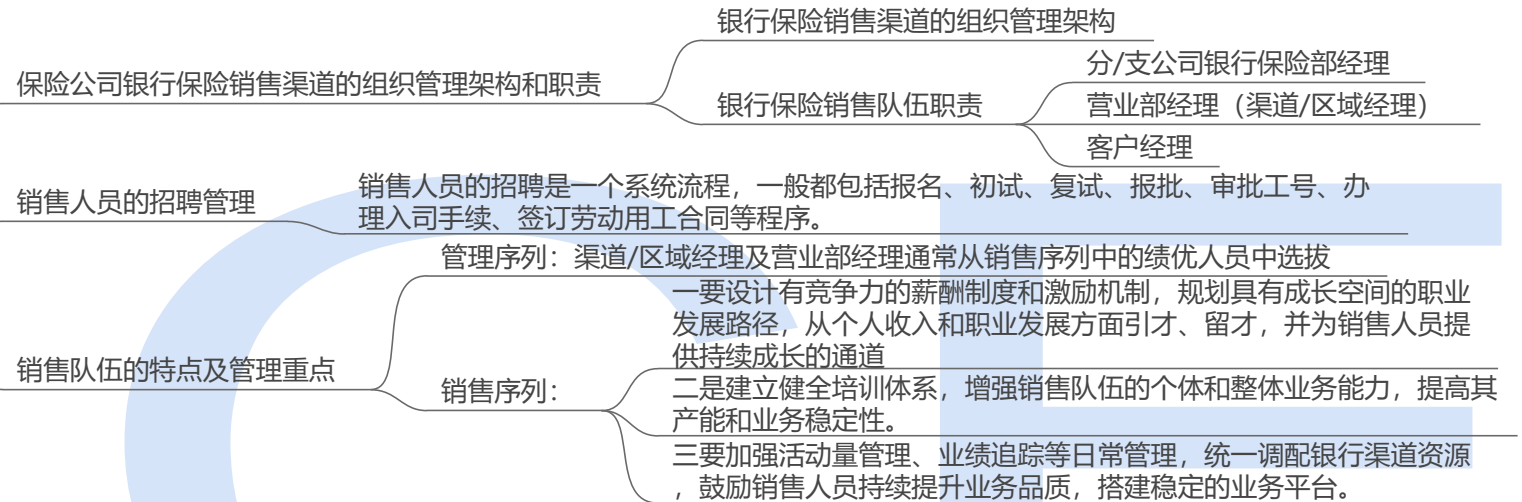 保险公司银行保险销售渠道的组织管理架构和职责
银行保险销售渠道的组织管理架构
银行保险销售队伍职责
分/支公司银行保险部经理
营业部经理（渠道/区域经理）
客户经理
销售人员的招聘管理
销售人员的招聘是一个系统流程，一般都包括报名、初试、复试、报批、审批工号、办
理入司手续、签订劳动用工合同等程序。
销售队伍的特点及管理重点
管理序列：渠道/区域经理及营业部经理通常从销售序列中的绩优人员中选拔
销售序列：
一要设计有竞争力的薪酬制度和激励机制，规划具有成长空间的职业
发展路径，从个人收入和职业发展方面引才、留才，并为销售人员提
供持续成长的通道
二是建立健全培训体系，增强销售队伍的个体和整体业务能力，提高其
产能和业务稳定性。
三要加强活动量管理、业绩追踪等日常管理，统一调配银行渠道资源
，鼓励销售人员持续提升业务品质，搭建稳定的业务平台。